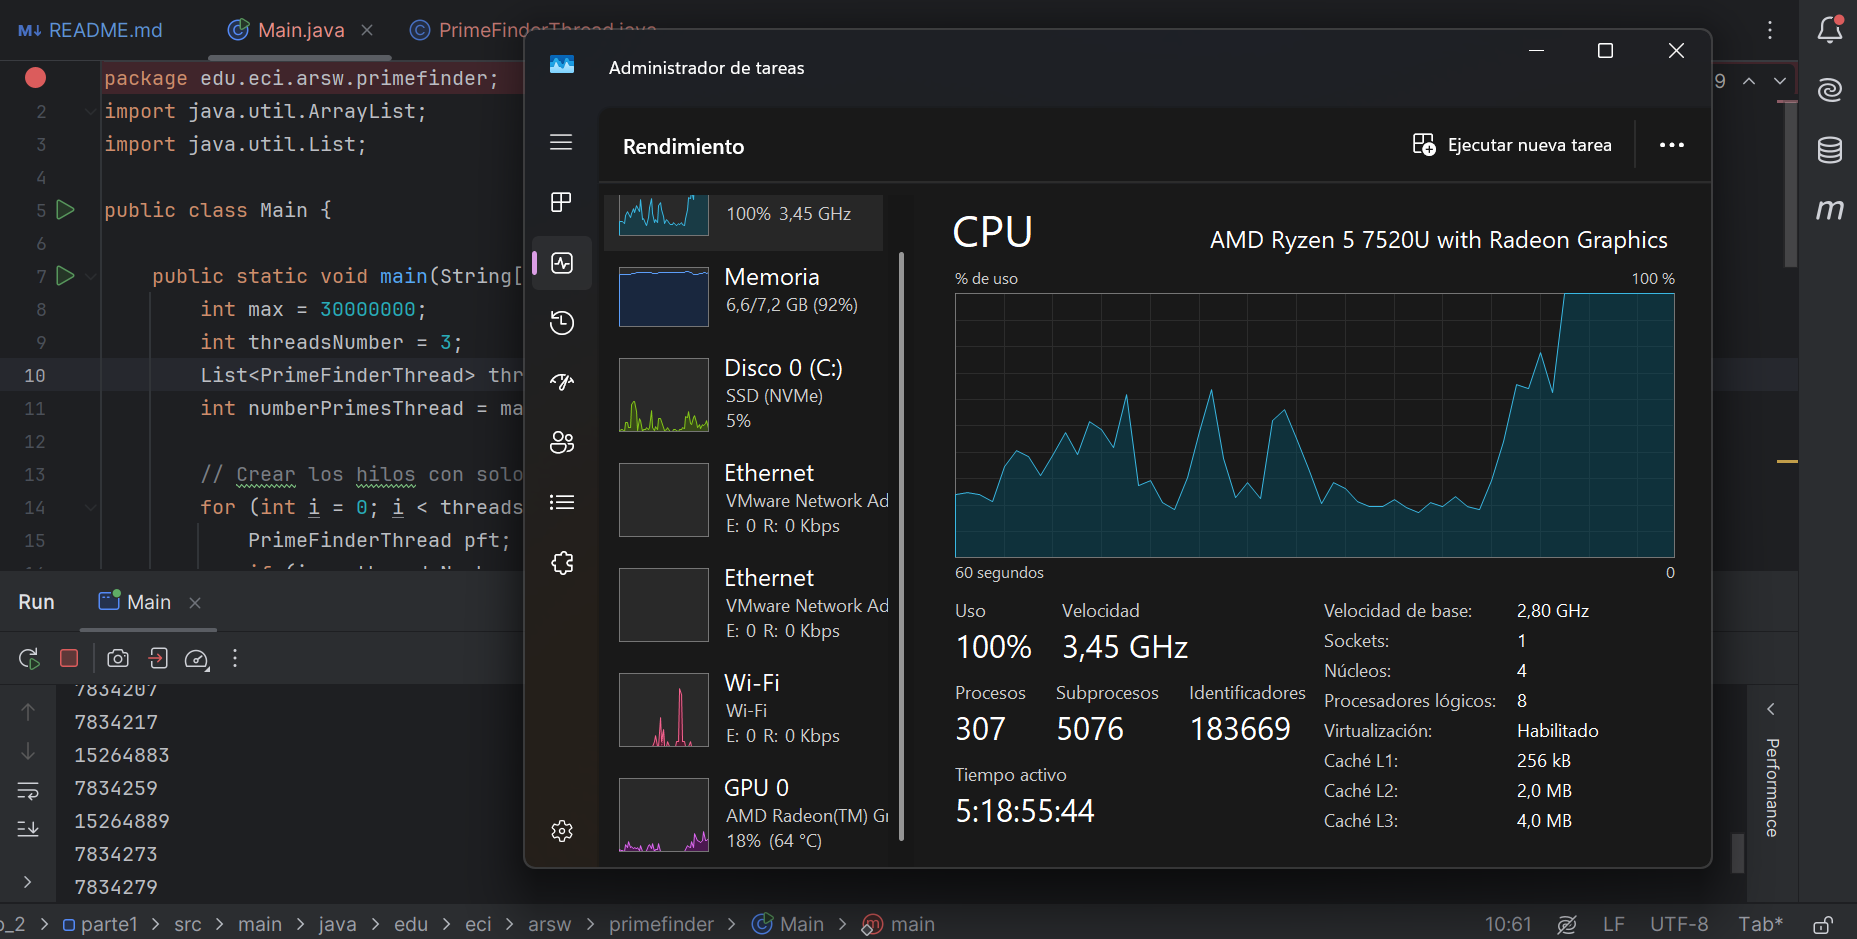 M↓ README.md
Main.java
PrimeFinderThread.java
package edu.eci.arsw.primefinder;
2 import java.util.ArrayList;
3 import java.util.List;
4
5 public class Main {
6
7 public static void main(String[
8 int max = 30000000;
9 int threadsNumber = 3;
10 List<PrimeFinderThread> thr
11 int numberPrimesThread = ma
12
13 // Crear los hilos con solo
14 for (int i = 0; i < threads
15 PrimeFinderThread pft;
9
Run
Main
7834207
7834217
15264883
7834259
15264889
7834273
7834279
Administrador de tareas
Rendimiento
Ejecutar nueva tarea
100% 3,45 GHz
Memoria
6,6/7,2 GB (92%)
Disco 0 (C:)
SSD (NVMe)
5%
Ethernet
VMware Network Ad
E: 0 R: 0 Kbps
Ethernet
VMware Network Ad
E: 0 R: 0 Kbps
Wi-Fi
Wi-Fi
E: 0 R: 0 Kbps
GPU 0
AMD Radeon(TM) Gr
18% (64 °C)
CPU
AMD Ryzen 5 7520U with Radeon Graphics
% de uso
100 %
60 segundos
0
Uso
100%
Velocidad
3,45 GHz
Procesos
307
Subprocesos
5076
Identificadores
183669
Tiempo activo
5:18:55:44
Velocidad de base: 2,80 GHz
Sockets: 1
Núcleos: 4
Procesadores lógicos: 8
Virtualización: Habilitado
Caché L1: 256 kB
Caché L2: 2,0 MB
Caché L3: 4,0 MB
m
Performance
o_2 > parte1 > src > main > java > edu > eci > arsw > primefinder > Main > main
10:61 LF UTF-8 Tab*